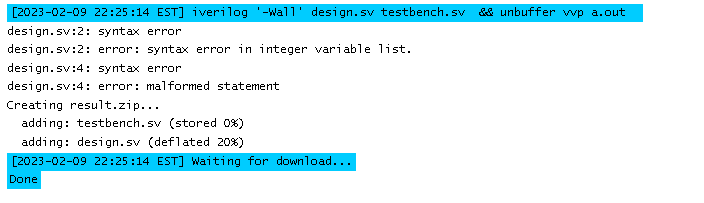 [2023-02-09 22:25:14 EST] iverilog '-Wall' design.sv testbench.sv  && unbuffer vvp a.out
design.sv:2: syntax error
design.sv:2: error: syntax error in integer variable list.
design.sv:4: syntax error
design.sv:4: error: malformed statement
Creating result.zip...
  adding: testbench.sv (stored 0%)
  adding: design.sv (deflated 20%)
[2023-02-09 22:25:14 EST] Waiting for download...
Done